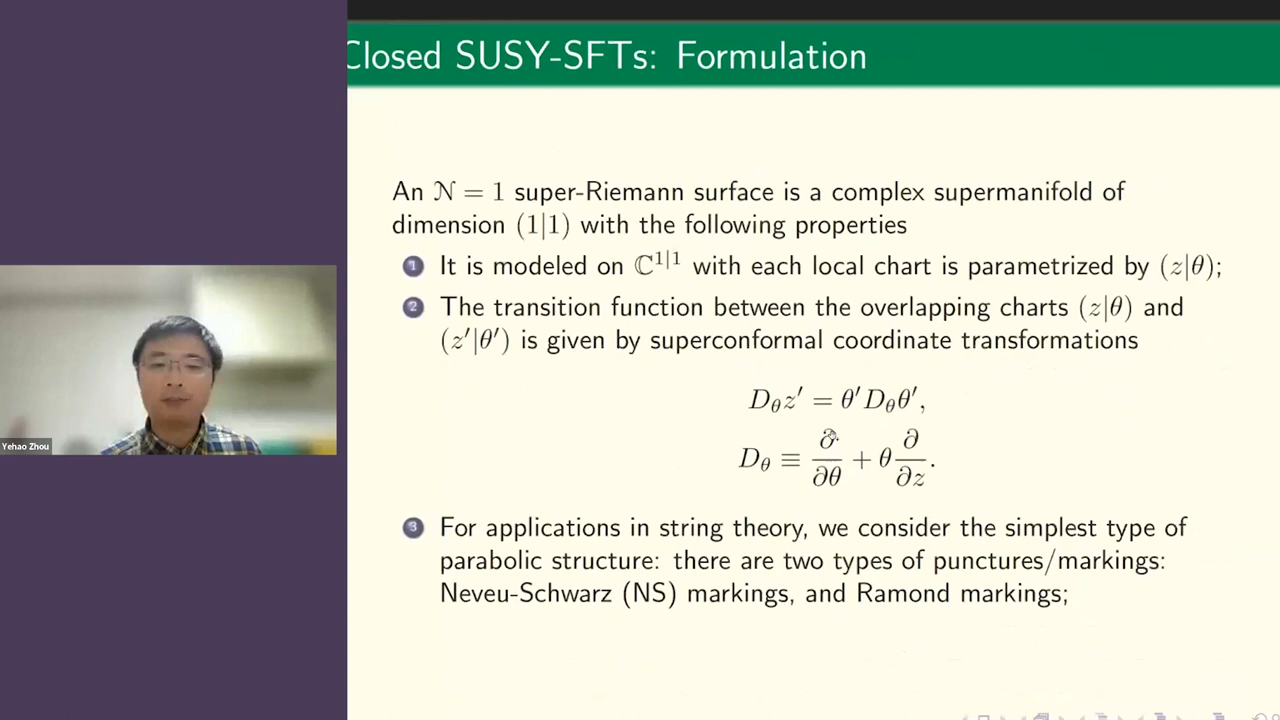 Closed SUSY-SFTs: Formulation
An 𝒩 = 1 super-Riemann surface is a complex supermanifold of
dimension (1|1) with the following properties
1 It is modeled on ℂ^{1|1} with each local chart is parametrized by (z|θ);
2 The transition function between the overlapping charts (z|θ) and
(z′|θ′) is given by superconformal coordinate transformations
D_θ z′ = θ′D_θ θ′,
D_θ ≡ ∂/∂θ + θ ∂/∂z.
3 For applications in string theory, we consider the simplest type of
parabolic structure: there are two types of punctures/markings:
Neveu-Schwarz (NS) markings, and Ramond markings;
Yehao Zhou